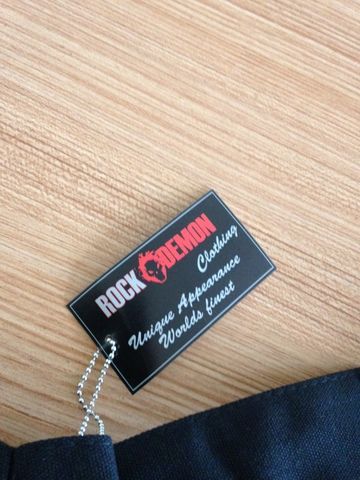 ROCK DEMON
Clothing
Unique Appearance
Worlds finest